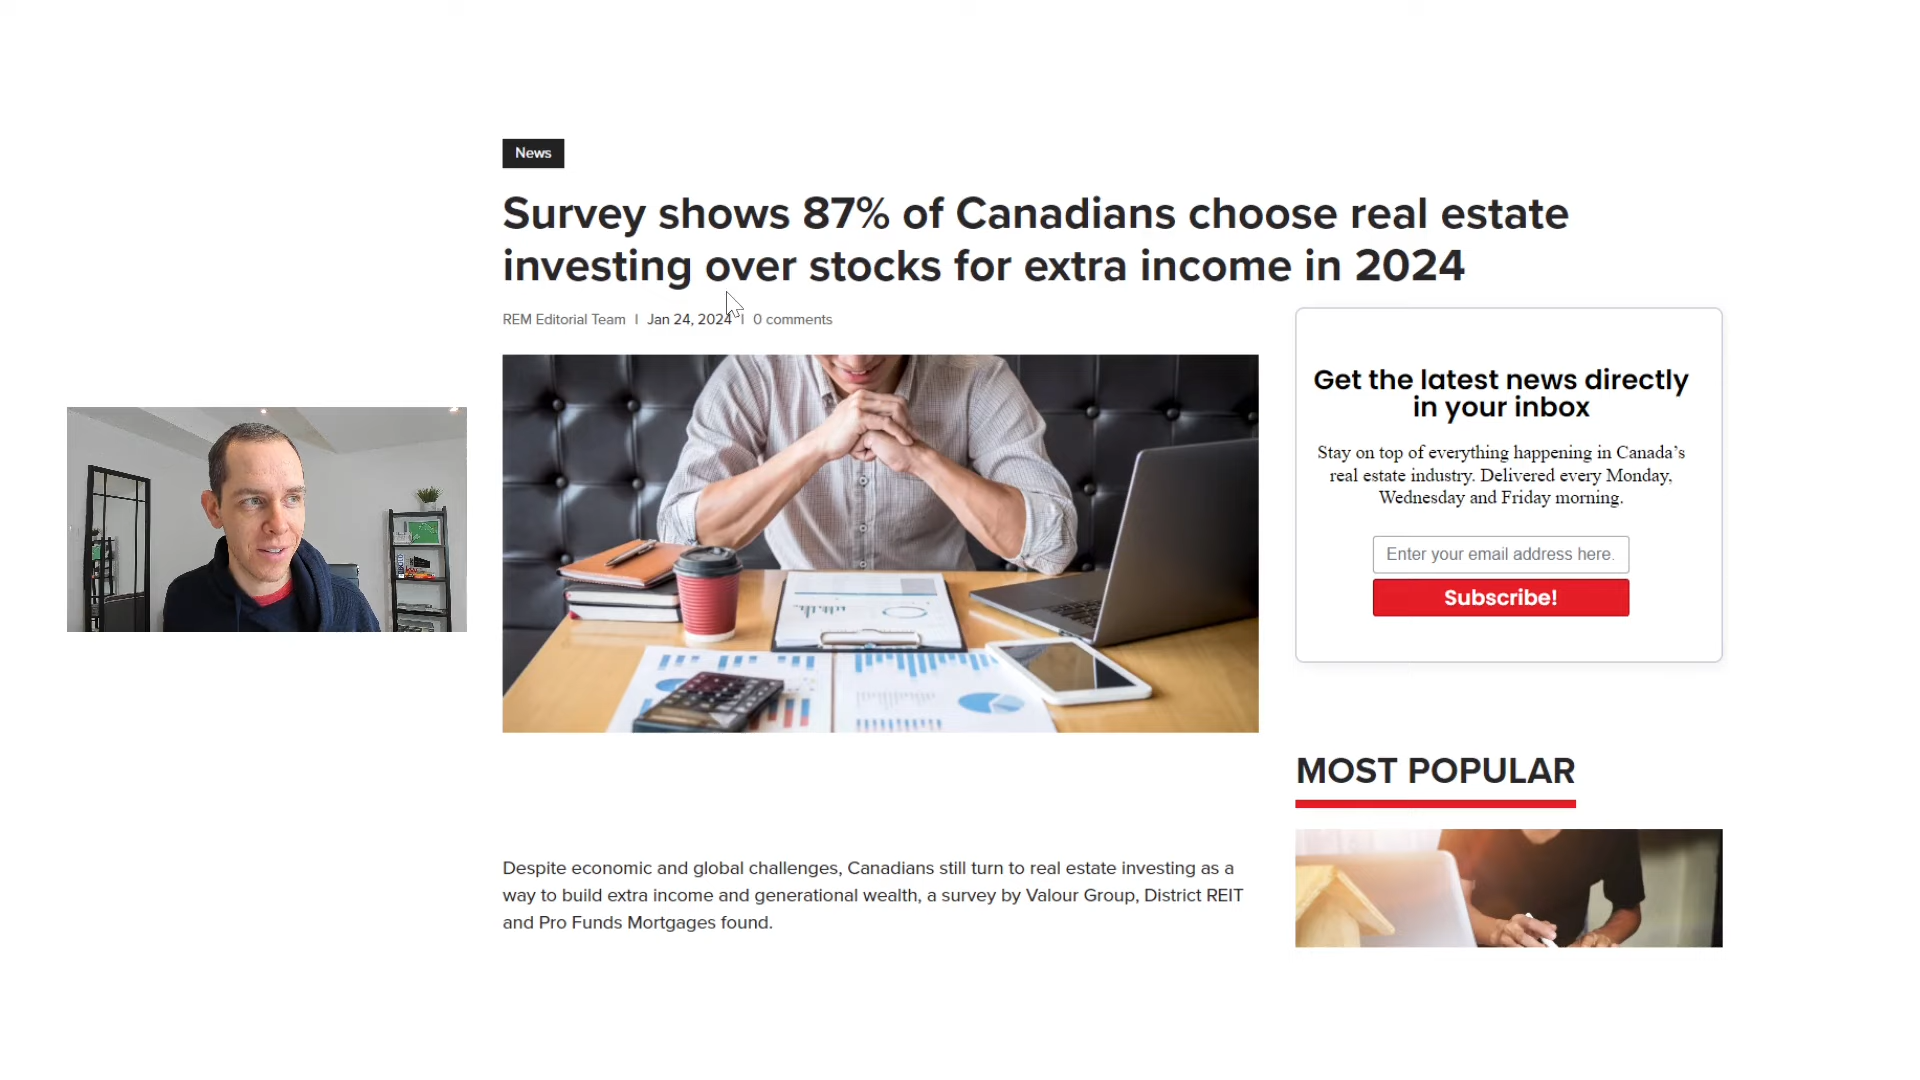 News
Survey shows 87% of Canadians choose real estate
investing over stocks for extra income in 2024
REM Editorial Team | Jan 24, 2024 | 0 comments
Get the latest news directly
in your inbox
Stay on top of everything happening in Canada's
real estate industry. Delivered every Monday,
Wednesday and Friday morning.
Enter your email address here.
Subscribe!
MOST POPULAR
Despite economic and global challenges, Canadians still turn to real estate investing as a
way to build extra income and generational wealth, a survey by Valour Group, District REIT
and Pro Funds Mortgages found.